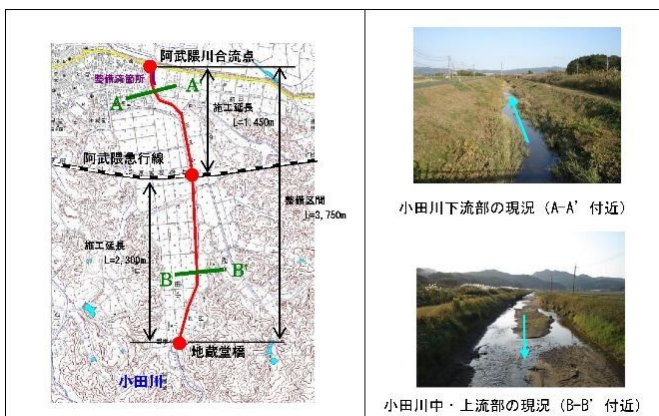 阿武隈川合流点
整備済箇所
A
A'
施工延長
L=1,450m
阿武隈急行線
整備区間
L=3,750m
施工延長
L=2,300m
B
B'
地蔵堂橋
小田川
小田川下流部の現況（A-A’付近）
小田川中・上流部の現況（B-B’付近）